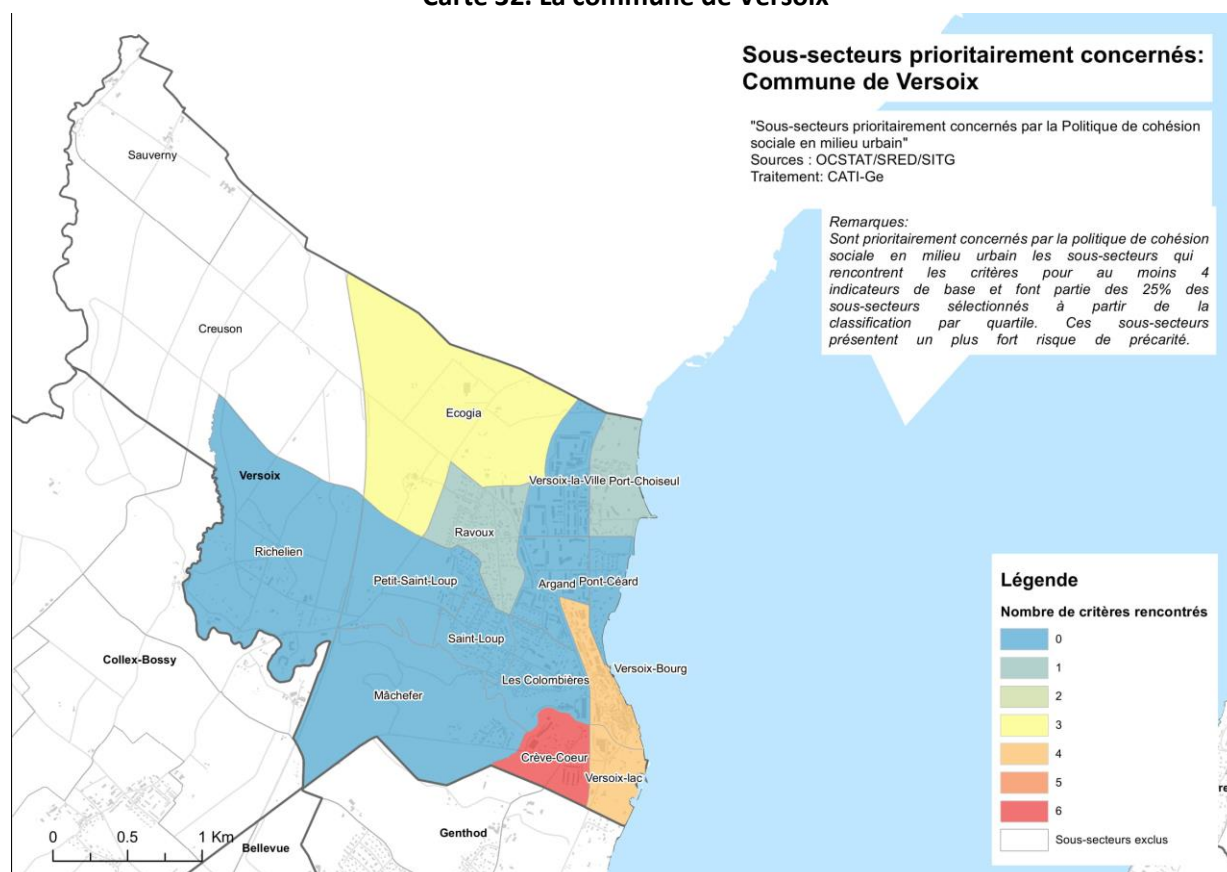 Carte 32: La commune de Versoix
Sous-secteurs prioritairement concernés:
Commune de Versoix
"Sous-secteurs prioritairement concernés par la Politique de cohésion
sociale en milieu urbain"
Sources : OCSTAT/SRED/SITG
Traitement: CATI-Ge
Remarques:
Sont prioritairement concernés par la politique de cohésion
sociale en milieu urbain les sous-secteurs qui
rencontrent les critères pour au moins 4
indicateurs de base et font partie des 25% des
sous-secteurs sélectionnés à partir de la
classification par quartile. Ces sous-secteurs
présentent un plus fort risque de précarité.
Sauverny
Creuson
Ecogia
Versoix
Versoix-la-Ville
Port-Choiseul
Ravoux
Richelien
Petit-Saint-Loup
Argand
Pont-Céard
Saint-Loup
Collex-Bossy
Versoix-Bourg
Les Colombières
Mâchefer
Crève-Coeur
Versoix-lac
Genthod
Bellevue
0 0.5 1 Km
Légende
Nombre de critères rencontrés
0
1
2
3
4
5
6
Sous-secteurs exclus